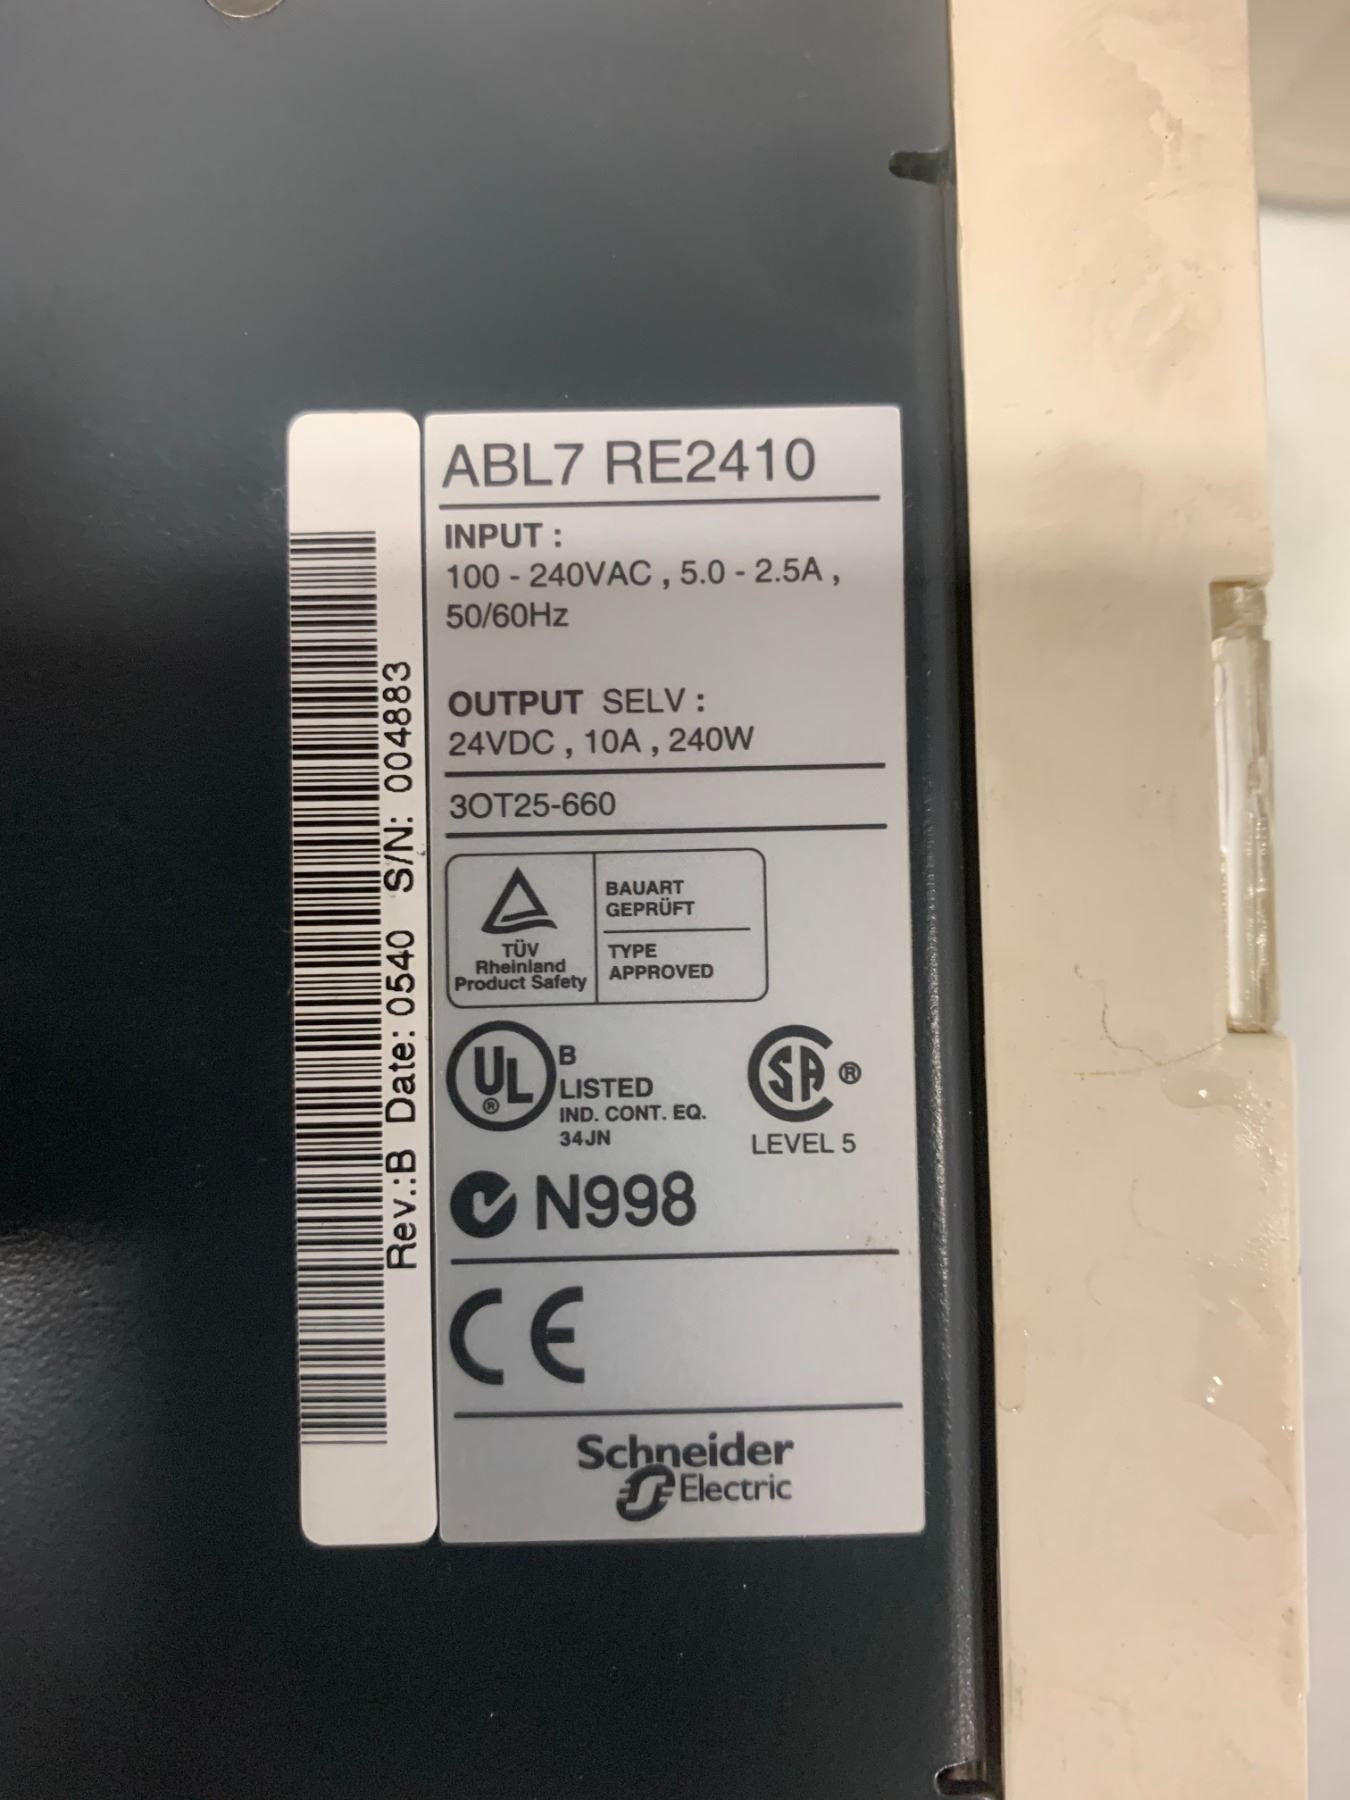 ABL7 RE2410
INPUT :
100 - 240VAC , 5.0 - 2.5A ,
50/60Hz
OUTPUT SELV :
24VDC , 10A , 240W
3OT25-660
TÜV
Rheinland
Product Safety
BAUART
GEPRÜFT
TYPE
APPROVED
UL
®
B
LISTED
IND. CONT. EQ.
34JN
SA ®
LEVEL 5
N998
CE
Schneider
Electric
Rev.:B Date: 0540 S/N: 004883